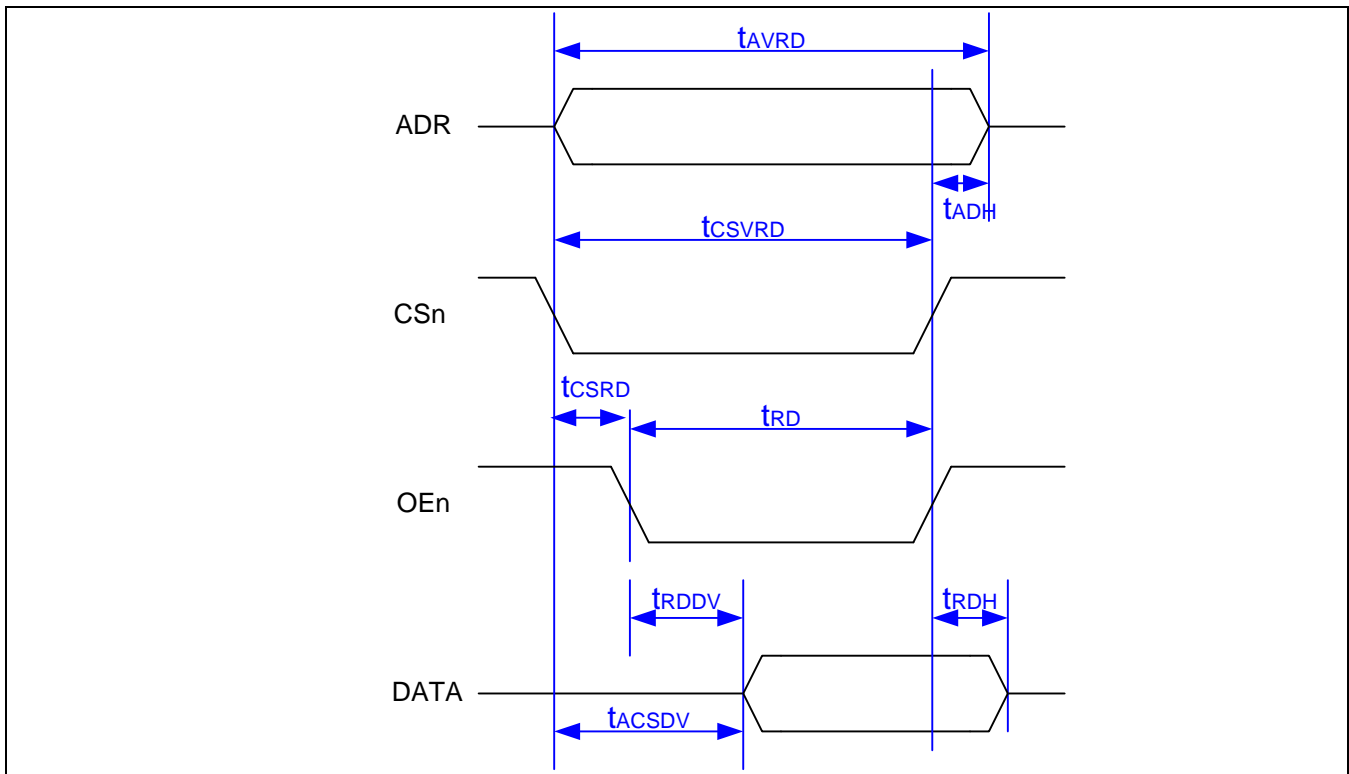 tAVRD
ADR
tADH
tCSVRD
CSn
tCSRD
tRD
OEn
tRDDV
tRDH
DATA
tACSDV